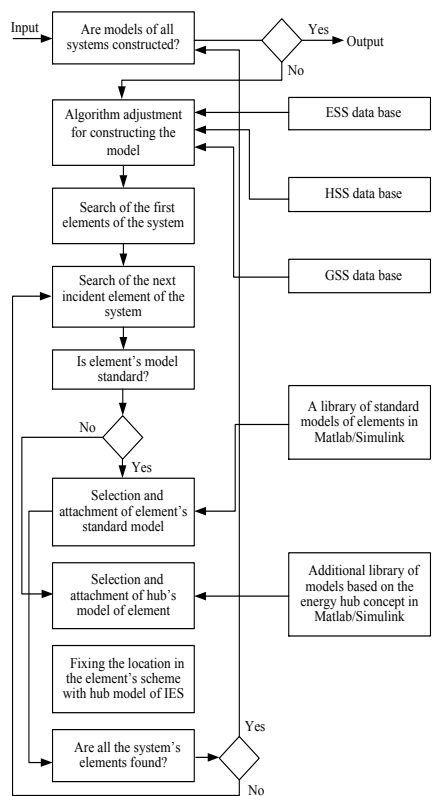 Input
Are models of all
systems constructed?
Yes
Output
No
Algorithm adjustment
for constructing the
model
ESS data base
HSS data base
Search of the first
elements of the system
GSS data base
Search of the next
incident element of the
system
Is element's model
standard?
No
Yes
A library of standard
models of elements in
Matlab/Simulink
Selection and
attachment of element's
standard model
Selection and
attachment of hub's
model of element
Additional library of
models based on the
energy hub concept in
Matlab/Simulink
Fixing the location in
the element's scheme
with hub model of IES
Yes
Are all the system's
elements found?
No